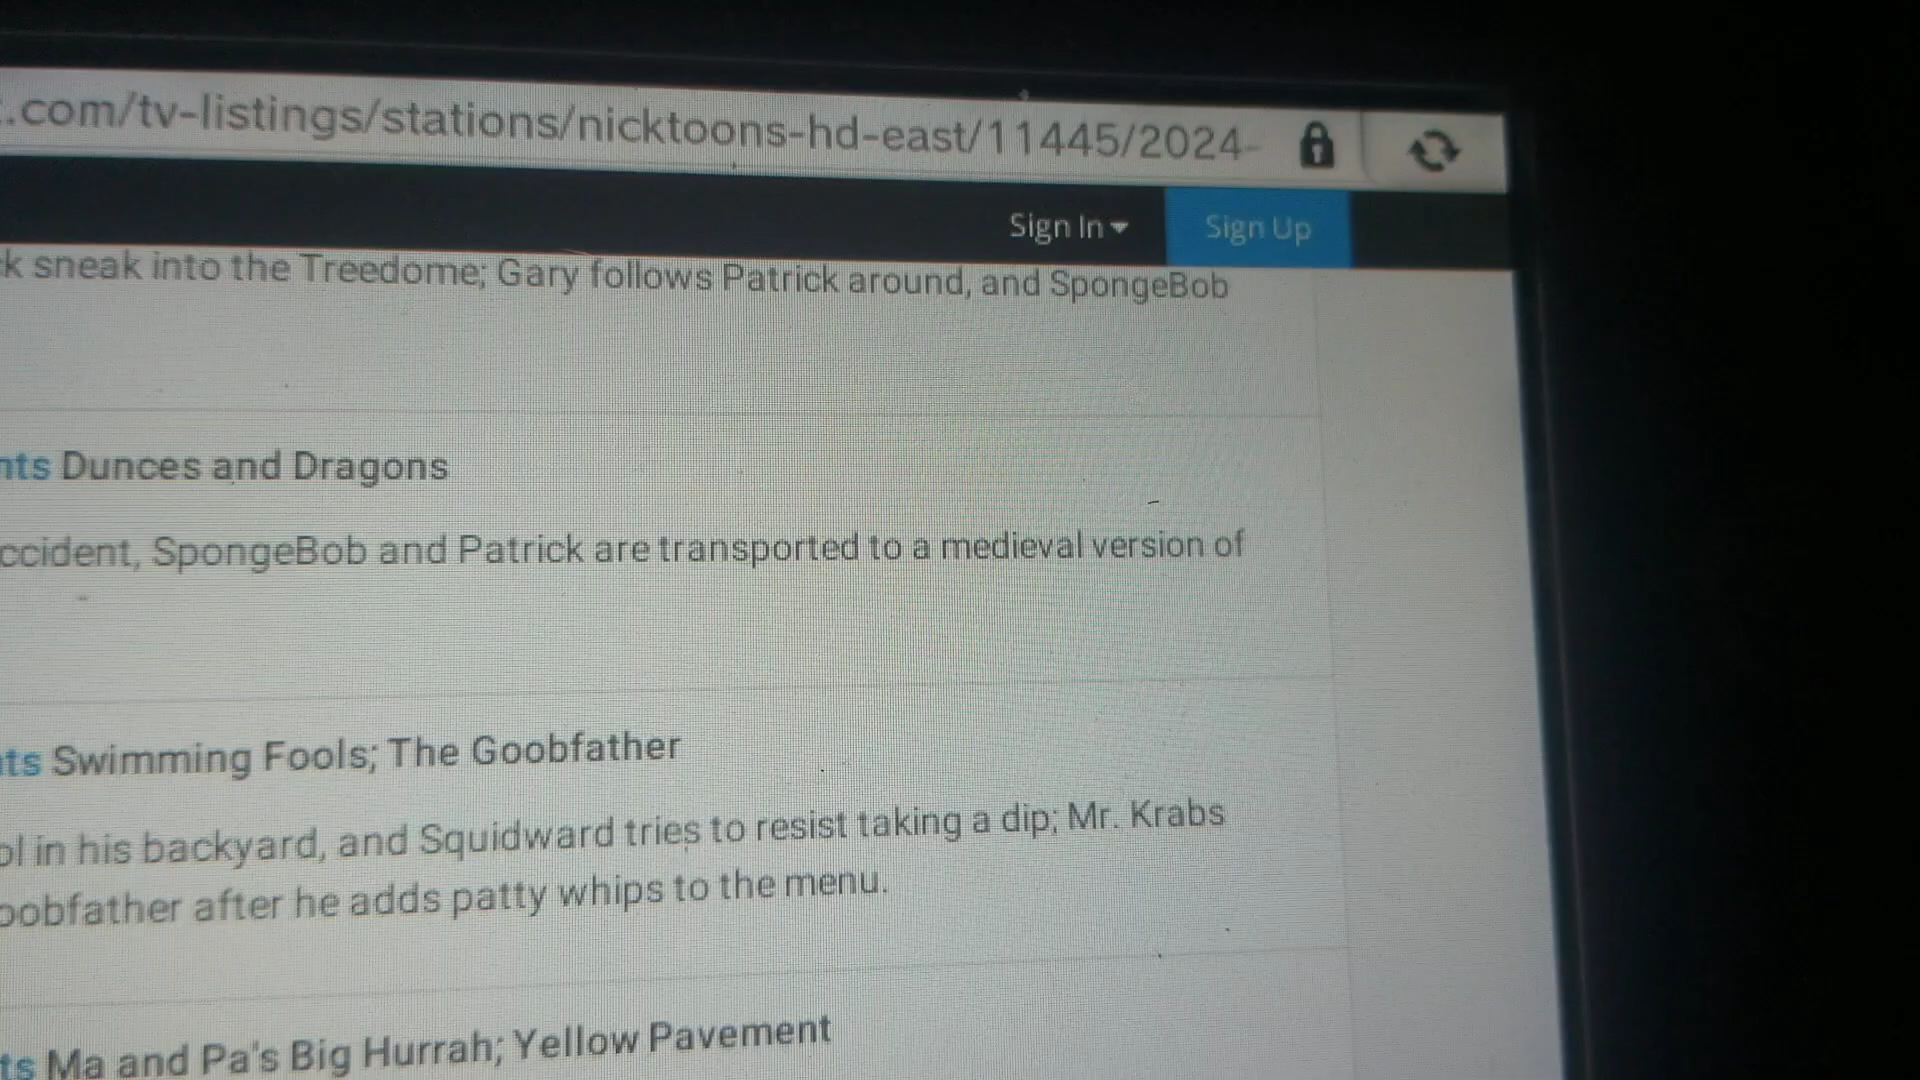 .com/tv-listings/stations/nicktoons-hd-east/11445/2024-
Sign In Sign Up
k sneak into the Treedome; Gary follows Patrick around, and SpongeBob
nts Dunces and Dragons
ccident, SpongeBob and Patrick are transported to a medieval version of
ts Swimming Fools; The Goobfather
ol in his backyard, and Squidward tries to resist taking a dip; Mr. Krabs
oobfather after he adds patty whips to the menu.
ts Ma and Pa's Big Hurrah; Yellow Pavement